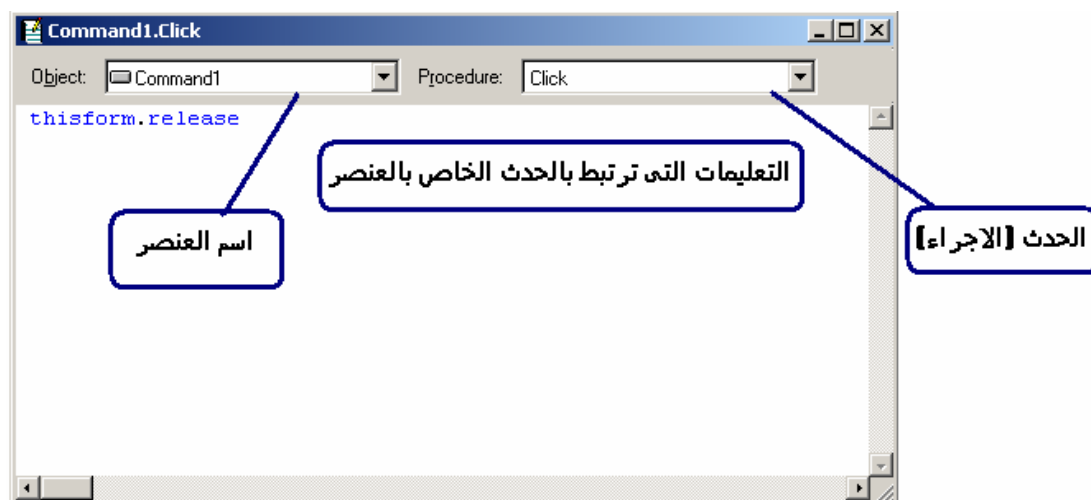 Command1.Click
Object: Command1 Procedure: Click
thisform.release
التعليمات التى ترتبط بالحدث الخاص بالعنصر
اسم العنصر
الحدث (الاجراء)